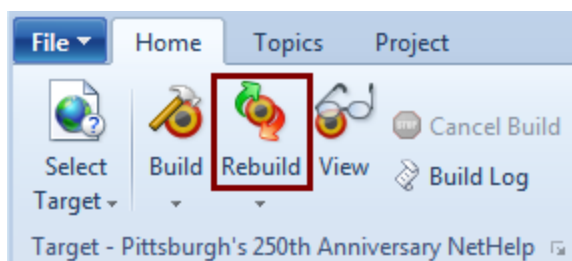 File Home Topics Project
Select Target Build Rebuild View
Cancel Build
Build Log
Target - Pittsburgh's 250th Anniversary NetHelp